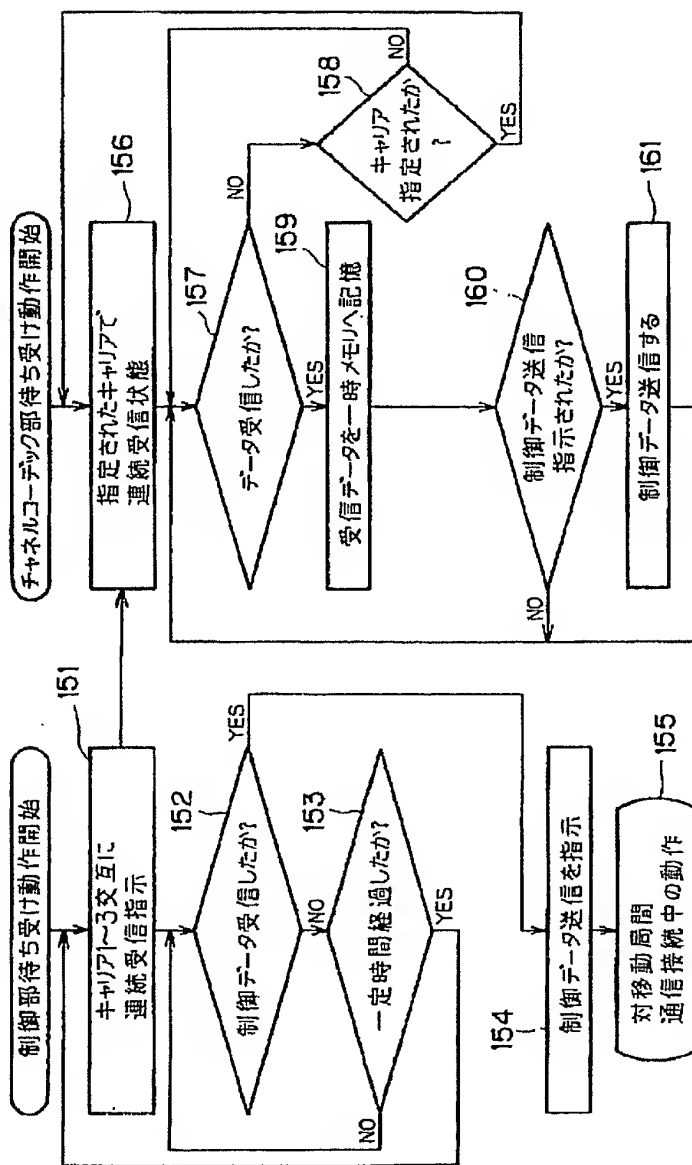 制御部待ち受け動作開始
151
キャリア1~3交互に
連続受信指示
152
制御データ受信したか?
YES
NO
153
一定時間経過したか?
YES
NO
154
制御データ送信を指示
155
対移動局間
通信接続中の動作
チャネルコーデック部待ち受け動作開始
156
指定されたキャリアで
連続受信状態
157
データ受信したか?
NO
YES
158
キャリア
指定されたか
?
NO
YES
159
受信データを一時メモリへ記憶
160
制御データ送信
指示されたか?
NO
YES
161
制御データ送信する